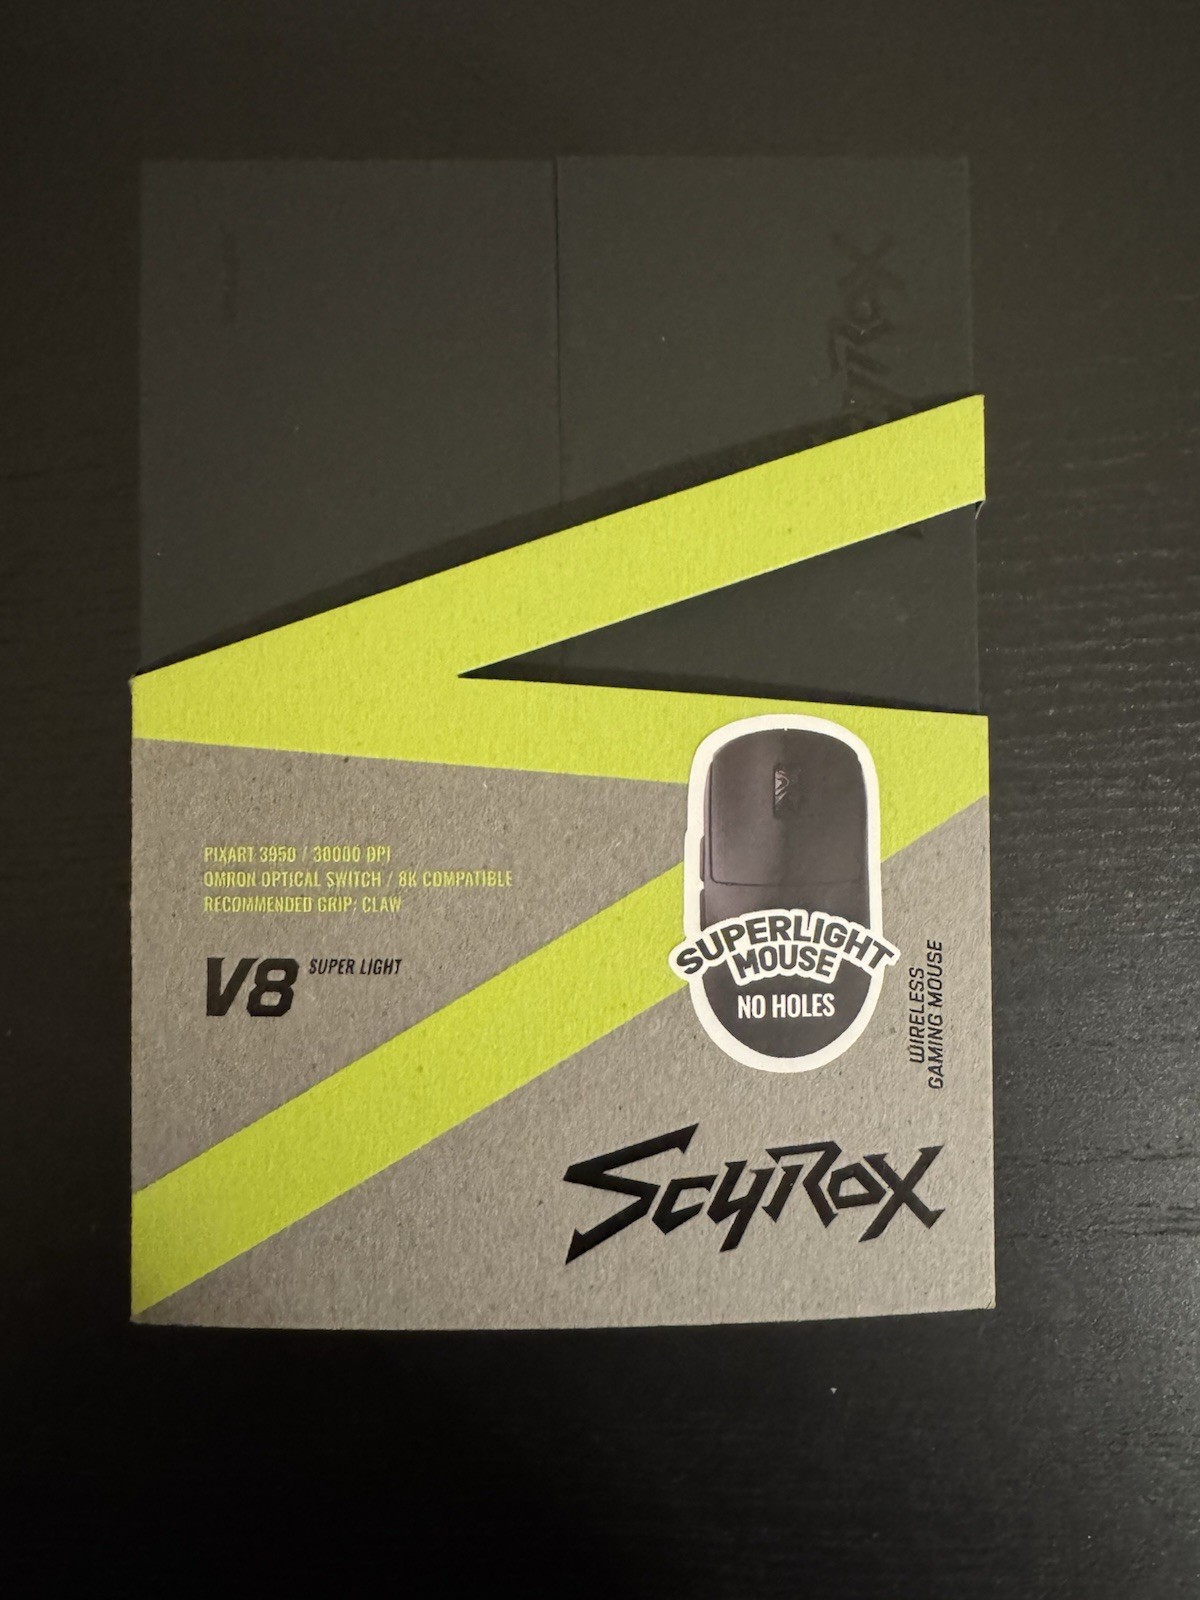 PIXART 3950 / 30000 DPI
OMRON OPTICAL SWITCH / 8K COMPATIBLE
RECOMMENDED GRIP: CLAW
V8 SUPER LIGHT
SUPERLIGHT
MOUSE
NO HOLES
WIRELESS
GAMING MOUSE
SCYROX